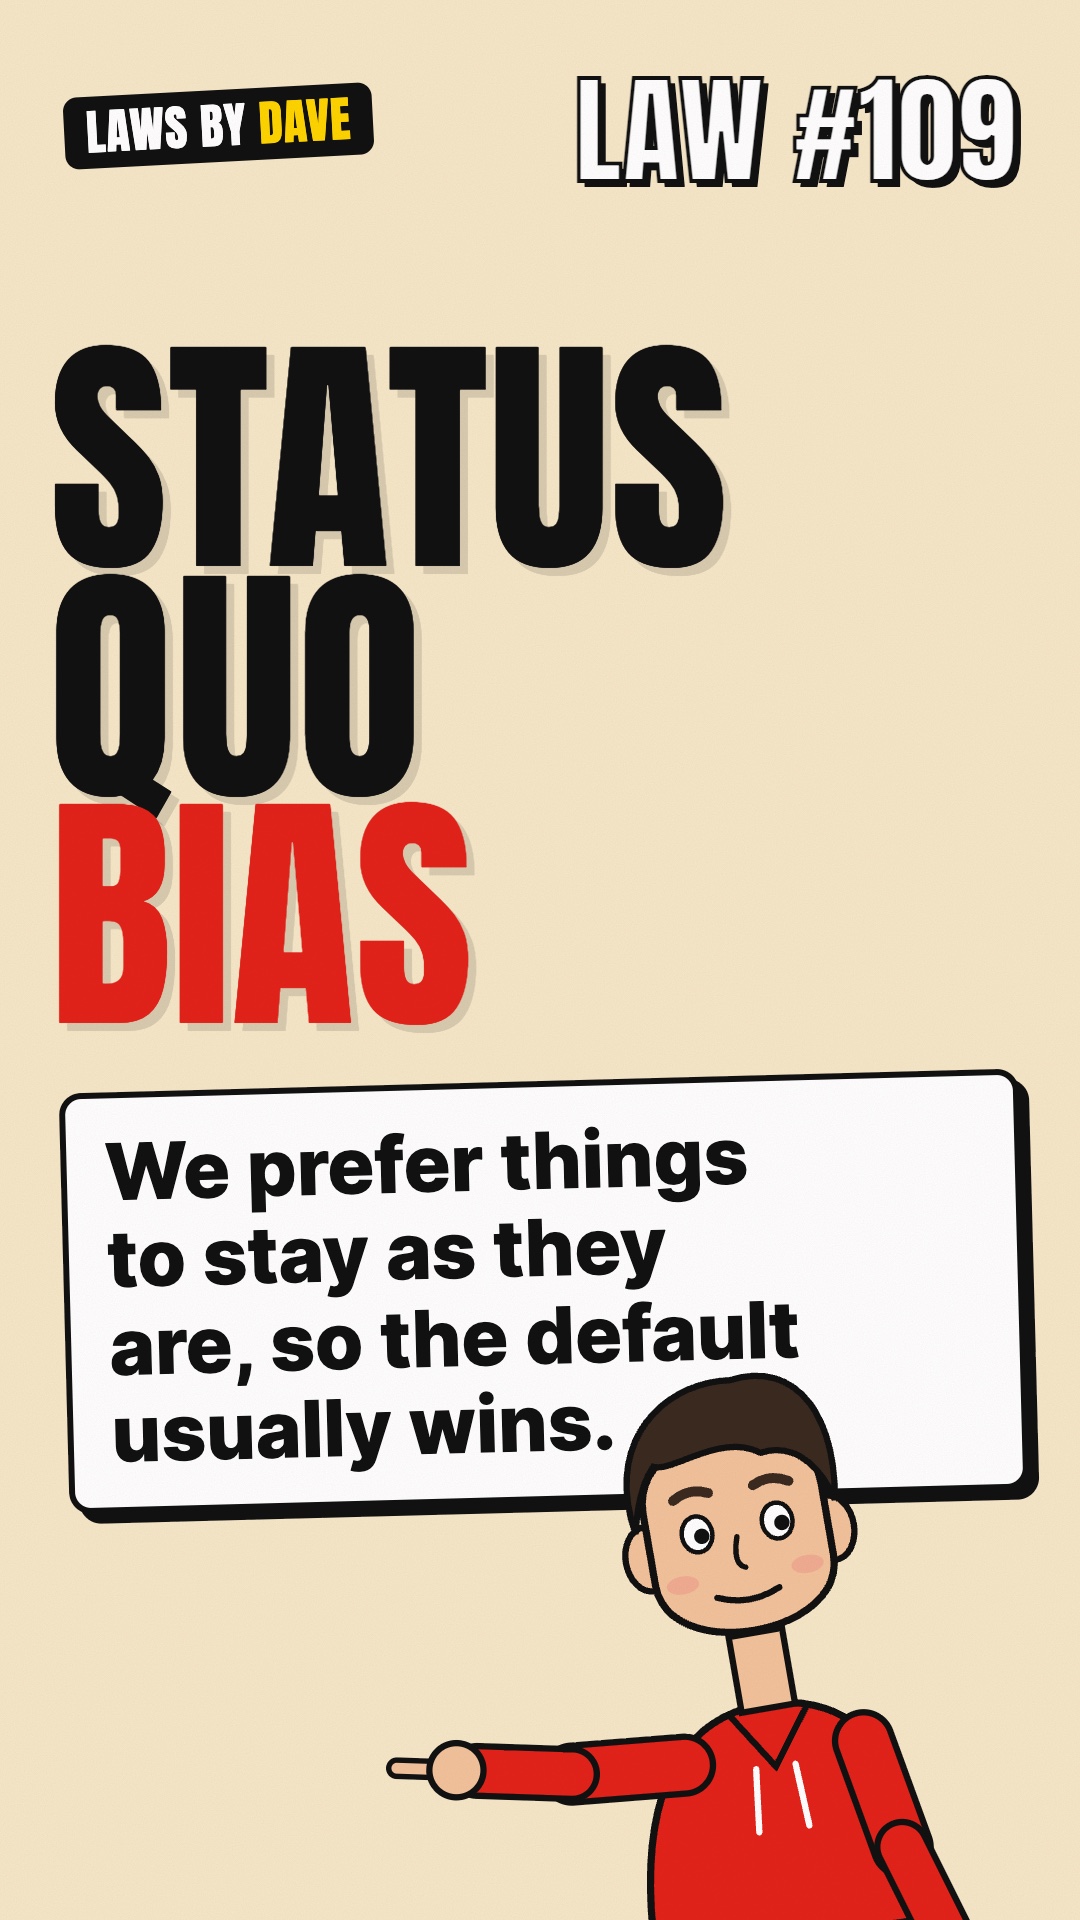 LAWS BY DAVE
LAW #109
STATUS
QUO
BIAS
We prefer things
to stay as they
are, so the default
usually wins.